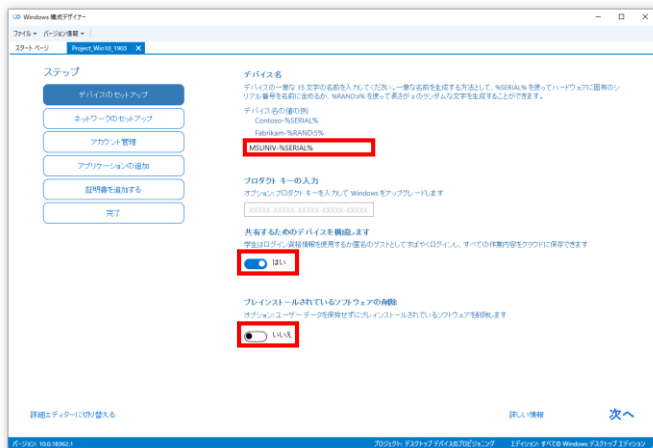 Windows 構成デザイナー
ファイル バージョン情報
スタート ページ Project_Win10_1903 X
ステップ
デバイスのセットアップ
ネットワークのセットアップ
アカウント管理
アプリケーションの追加
証明書を追加する
完了
デバイス名
デバイスの一意な 15 文字の名前を入力してください。一意な名前を生成する方法として、%SERIAL% を使ってハードウェアに固有のシ
リアル番号を名前に含めるか、%RAND:x% を使って長さが x のランダムな文字を生成することができます。
デバイス名の値の例:
Contoso-%SERIAL%
Fabrikam-%RAND:5%
MSUNIV-%SERIAL%
プロダクト キーの入力
オプション: プロダクト キーを入力して Windows をアップグレードします
XXXXX-XXXXX-XXXXX-XXXXX-XXXXX
共有するためのデバイスを構成します
学生はログイン資格情報を使用するか匿名のゲストとしてすばやくログインし、すべての作業内容をクラウドに保存できます
はい
プレインストールされているソフトウェアの削除
オプション: ユーザー データを保持せずにプレインストールされているソフトウェアを削除します
いいえ
詳細エディターに切り替える 詳しい情報 次へ
バージョン: 10.0.18362.1 プロジェクト: デスクトップ デバイスのプロビジョニング エディション: すべての Windows デスクトップ エディション